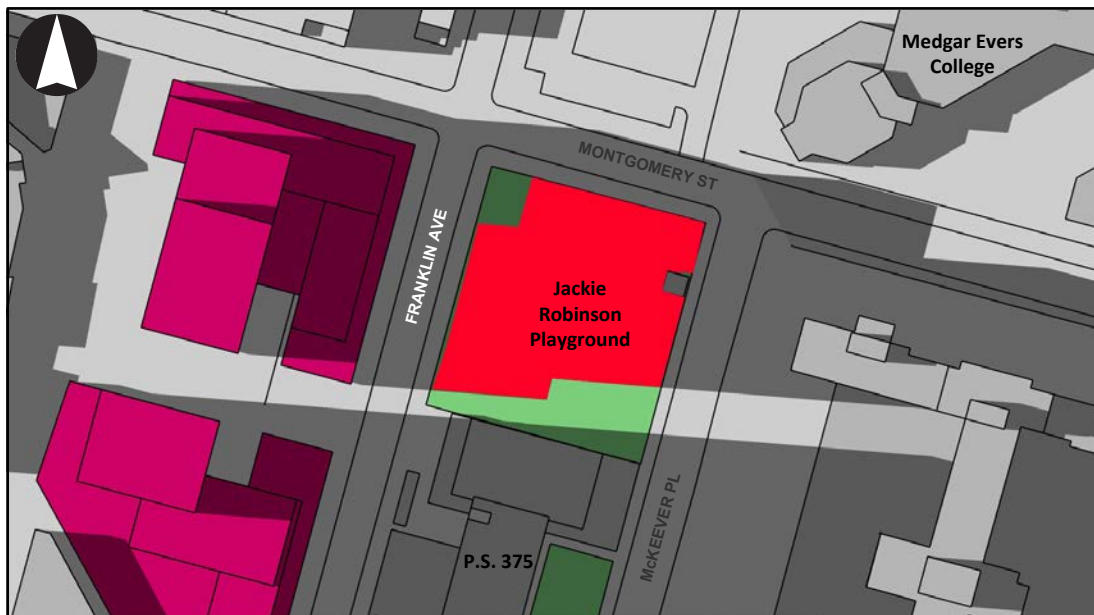 Medgar Evers
College
MONTGOMERY ST
FRANKLIN AVE
Jackie
Robinson
Playground
P.S. 375
McKEEVER PL